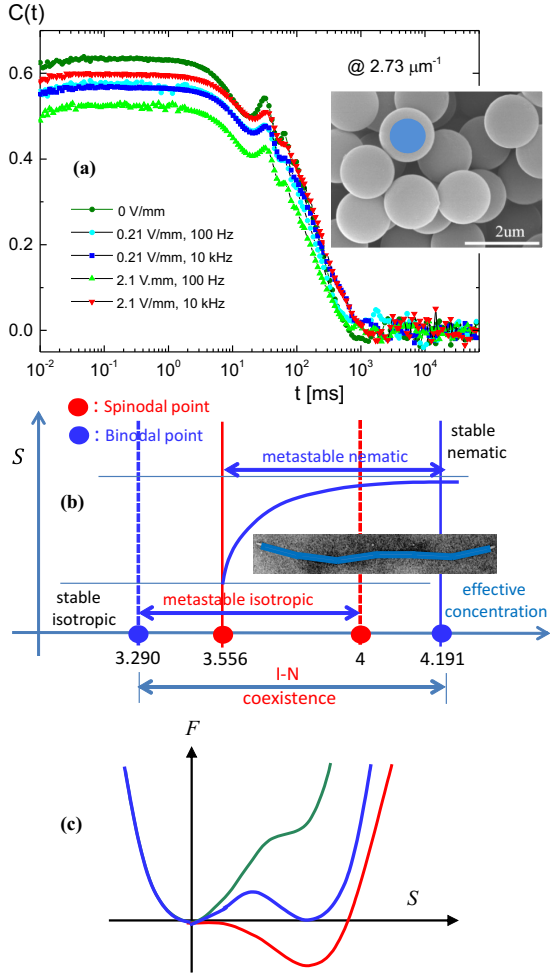 C(t)
0.6
0.4
0.2
0.0
@ 2.73 μm⁻¹
(a)
0 V/mm
0.21 V/mm, 100 Hz
0.21 V/mm, 10 kHz
2.1 V.mm, 100 Hz
2.1 V/mm, 10 kHz
2um
10⁻² 10⁻¹ 10⁰ 10¹ 10² 10³ 10⁴
t [ms]
: Spinodal point
: Binodal point
stable
nematic
S
metastable nematic
(b)
stable
isotropic
metastable isotropic
effective
concentration
3.290 3.556 4 4.191
I-N
coexistence
F
(c)
S